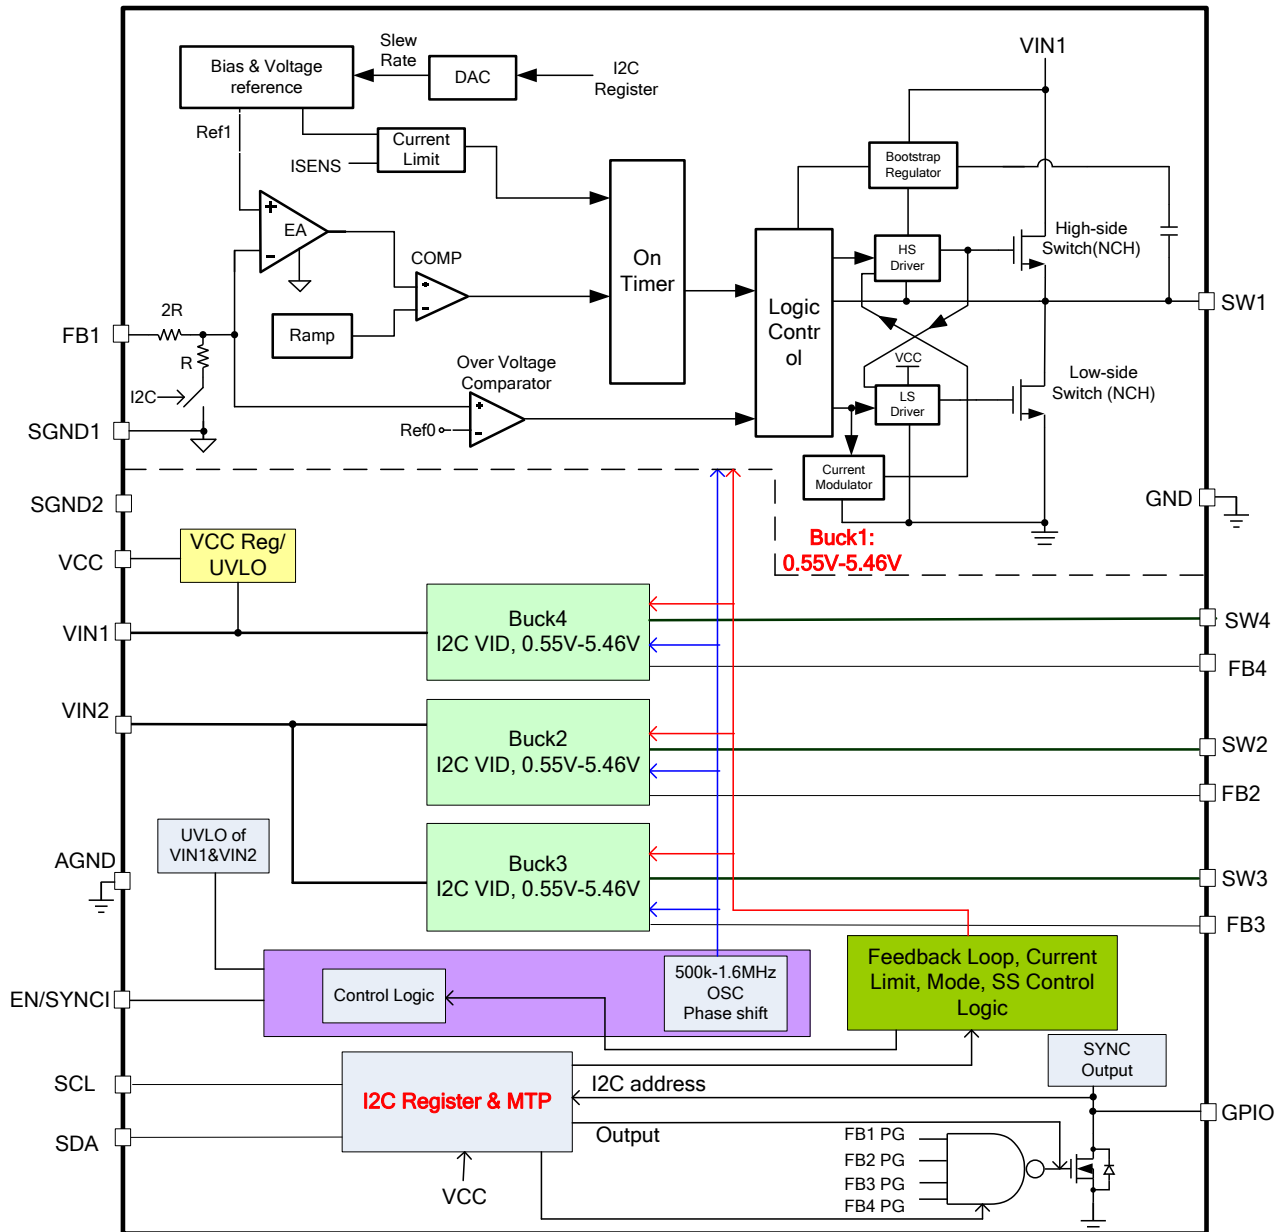 VIN1
Slew
Rate
Bias & Voltage
reference
DAC
I2C
Register
Ref1
Current
Limit
ISENS
Bootstrap
Regulator
+
EA
-
High-side
Switch(NCH)
HS
Driver
COMP
+
-
On
Timer
Logic
Contr
ol
SW1
2R
FB1
Ramp
R
VCC
Over Voltage
Comparator
Low-side
Switch (NCH)
LS
Driver
I2C
+
-
Ref0
SGND1
Current
Modulator
SGND2
GND
VCC Reg/
UVLO
VCC
Buck1:
0.55V-5.46V
VIN1
Buck4
I2C VID, 0.55V-5.46V
SW4
FB4
VIN2
Buck2
I2C VID, 0.55V-5.46V
SW2
FB2
UVLO of
VIN1&VIN2
AGND
Buck3
I2C VID, 0.55V-5.46V
SW3
FB3
Feedback Loop, Current
Limit, Mode, SS Control
Logic
500k-1.6MHz
OSC
Phase shift
Control Logic
EN/SYNCI
SYNC
Output
SCL
I2C address
I2C Register & MTP
GPIO
SDA
Output
FB1 PG
FB2 PG
FB3 PG
FB4 PG
VCC